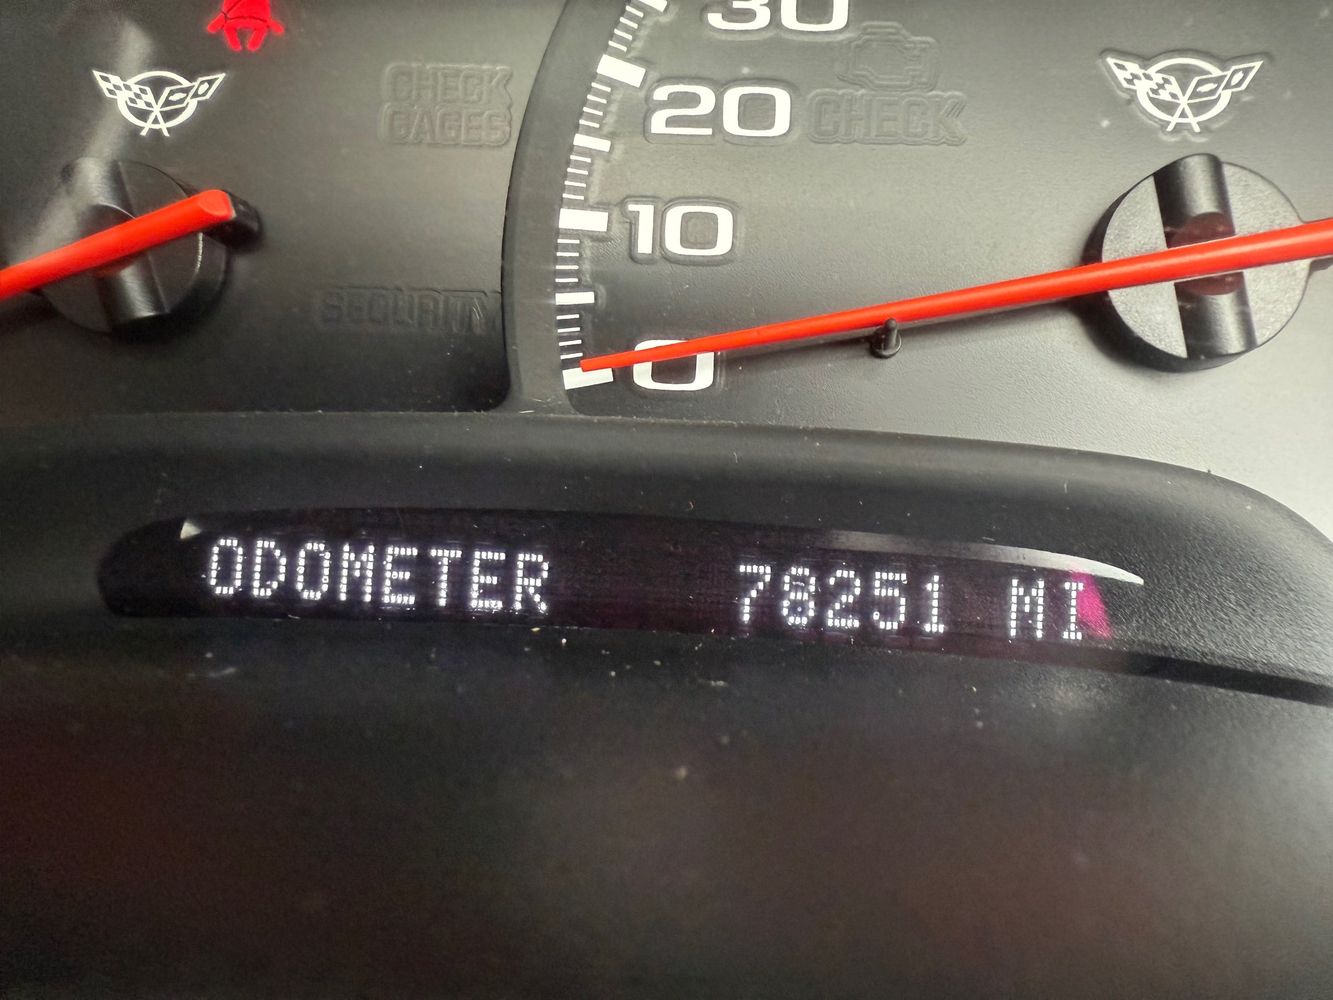 30
CHECK
GAGES
20
CHECK
10
SECURITY
0
ODOMETER 78251 MI